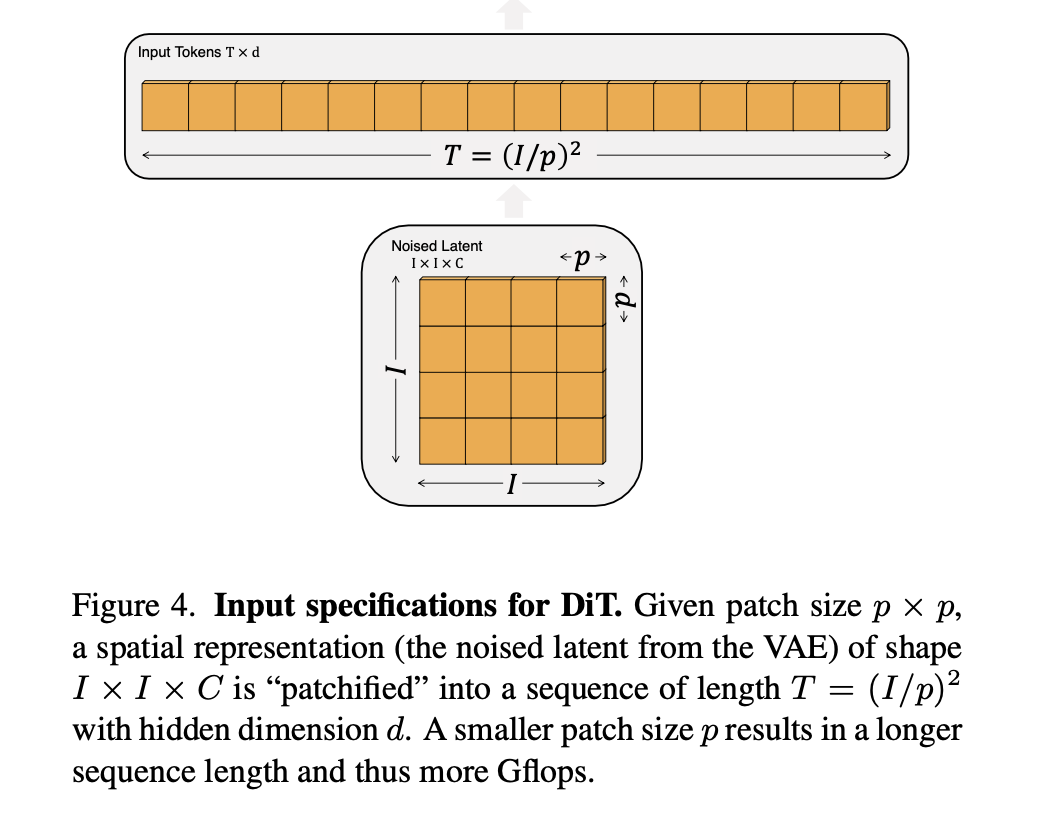 Input Tokens T × d
T = (I/p)²
Noised Latent
I × I × C
p
p
I
I
Figure 4. Input specifications for DiT. Given patch size p × p,
a spatial representation (the noised latent from the VAE) of shape
I × I × C is “patchified” into a sequence of length T = (I/p)²
with hidden dimension d. A smaller patch size p results in a longer
sequence length and thus more Gflops.